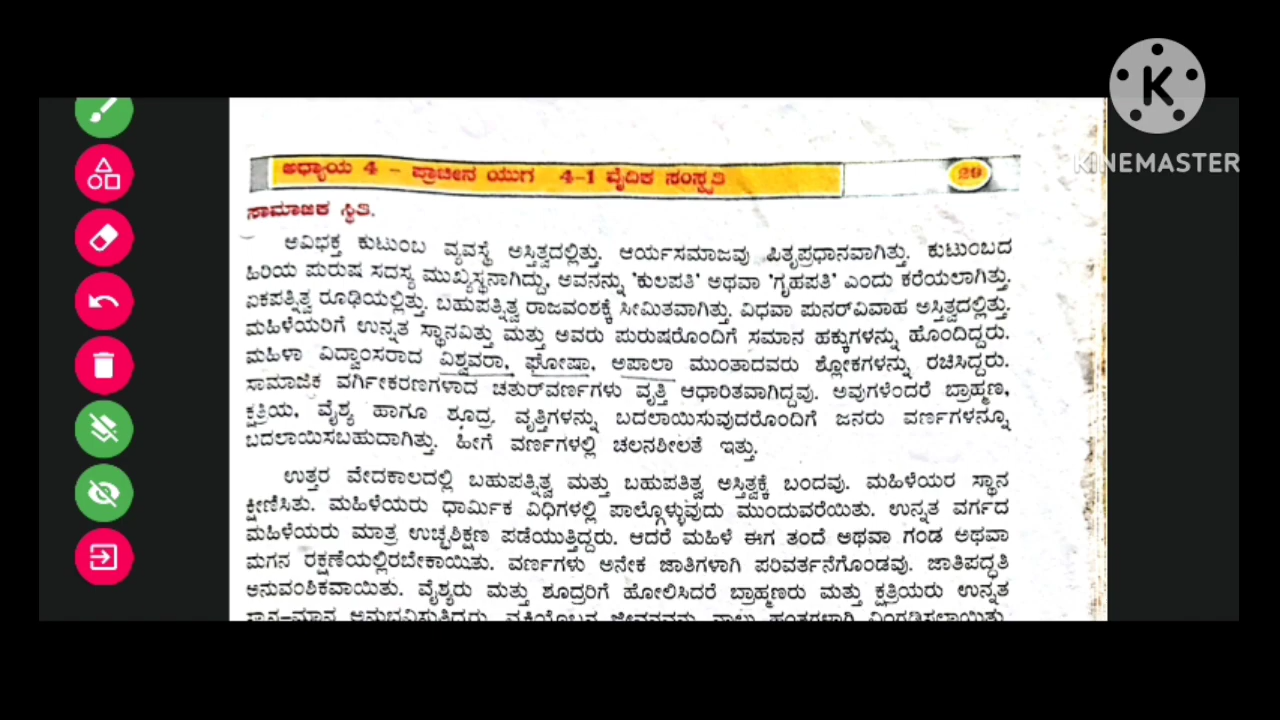 KINEMASTER
ಅಧ್ಯಾಯ 4 – ಪ್ರಾಚೀನ ಯುಗ 4-1 ವೈದಿಕ ಸಂಸ್ಕೃತಿ 29
ಸಾಮಾಜಿಕ ಸ್ಥಿತಿ.
ಅವಿಭಕ್ತ ಕುಟುಂಬ ವ್ಯವಸ್ಥೆ ಅಸ್ತಿತ್ವದಲ್ಲಿತ್ತು. ಆರ್ಯಸಮಾಜವು ಪಿತೃಪ್ರಧಾನವಾಗಿತ್ತು. ಕುಟುಂಬದ
ಹಿರಿಯ ಪುರುಷ ಸದಸ್ಯ ಮುಖ್ಯಸ್ಥನಾಗಿದ್ದು, ಅವನನ್ನು 'ಕುಲಪತಿ' ಅಥವಾ 'ಗೃಹಪತಿ' ಎಂದು ಕರೆಯಲಾಗಿತ್ತು.
ಏಕಪತ್ನಿತ್ವ ರೂಢಿಯಲ್ಲಿತ್ತು. ಬಹುಪತ್ನಿತ್ವ ರಾಜವಂಶಕ್ಕೆ ಸೀಮಿತವಾಗಿತ್ತು. ವಿಧವಾ ಪುನರ್‌ವಿವಾಹ ಅಸ್ತಿತ್ವದಲ್ಲಿತ್ತು.
ಮಹಿಳೆಯರಿಗೆ ಉನ್ನತ ಸ್ಥಾನವಿತ್ತು ಮತ್ತು ಅವರು ಪುರುಷರೊಂದಿಗೆ ಸಮಾನ ಹಕ್ಕುಗಳನ್ನು ಹೊಂದಿದ್ದರು.
ಮಹಿಳಾ ವಿದ್ವಾಂಸರಾದ ವಿಶ್ವವರಾ, ಘೋಷಾ, ಅಪಾಲಾ ಮುಂತಾದವರು ಶ್ಲೋಕಗಳನ್ನು ರಚಿಸಿದ್ದರು.
ಸಾಮಾಜಿಕ ವರ್ಗೀಕರಣಗಳಾದ ಚತುರ್‌ವರ್ಣಗಳು ವೃತ್ತಿ ಆಧಾರಿತವಾಗಿದ್ದವು. ಅವುಗಳೆಂದರೆ ಬ್ರಾಹ್ಮಣ,
ಕ್ಷತ್ರಿಯ, ವೈಶ್ಯ ಹಾಗೂ ಶೂದ್ರ. ವೃತ್ತಿಗಳನ್ನು ಬದಲಾಯಿಸುವುದರೊಂದಿಗೆ ಜನರು ವರ್ಣಗಳನ್ನೂ
ಬದಲಾಯಿಸಬಹುದಾಗಿತ್ತು. ಹೀಗೆ ವರ್ಣಗಳಲ್ಲಿ ಚಲನಶೀಲತೆ ಇತ್ತು.
ಉತ್ತರ ವೇದಕಾಲದಲ್ಲಿ ಬಹುಪತ್ನಿತ್ವ ಮತ್ತು ಬಹುಪತಿತ್ವ ಅಸ್ತಿತ್ವಕ್ಕೆ ಬಂದವು. ಮಹಿಳೆಯರ ಸ್ಥಾನ
ಕ್ಷೀಣಿಸಿತು. ಮಹಿಳೆಯರು ಧಾರ್ಮಿಕ ವಿಧಿಗಳಲ್ಲಿ ಪಾಲ್ಗೊಳ್ಳುವುದು ಮುಂದುವರೆಯಿತು. ಉನ್ನತ ವರ್ಗದ
ಮಹಿಳೆಯರು ಮಾತ್ರ ಉಚ್ಚಶಿಕ್ಷಣ ಪಡೆಯುತ್ತಿದ್ದರು. ಆದರೆ ಮಹಿಳೆ ಈಗ ತಂದೆ ಅಥವಾ ಗಂಡ ಅಥವಾ
ಮಗನ ರಕ್ಷಣೆಯಲ್ಲಿರಬೇಕಾಯಿತು. ವರ್ಣಗಳು ಅನೇಕ ಜಾತಿಗಳಾಗಿ ಪರಿವರ್ತನೆಗೊಂಡವು. ಜಾತಿಪದ್ಧತಿ
ಅನುವಂಶಿಕವಾಯಿತು. ವೈಶ್ಯರು ಮತ್ತು ಶೂದ್ರರಿಗೆ ಹೋಲಿಸಿದರೆ ಬ್ರಾಹ್ಮಣರು ಮತ್ತು ಕ್ಷತ್ರಿಯರು ಉನ್ನತ